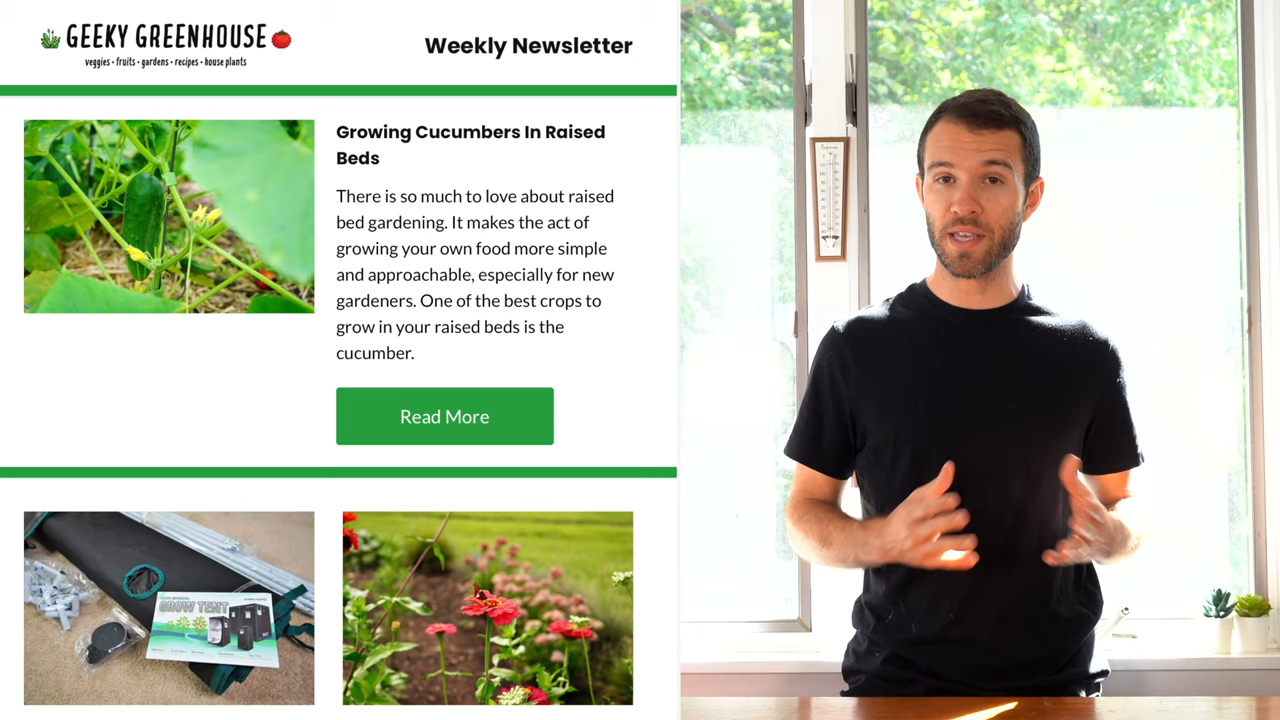 GEEKY GREENHOUSE
veggies • fruits • gardens • recipes • house plants
Weekly Newsletter
Growing Cucumbers In Raised
Beds
There is so much to love about raised
bed gardening. It makes the act of
growing your own food more simple
and approachable, especially for new
gardeners. One of the best crops to
grow in your raised beds is the
cucumber.
Read More
GROW TENT